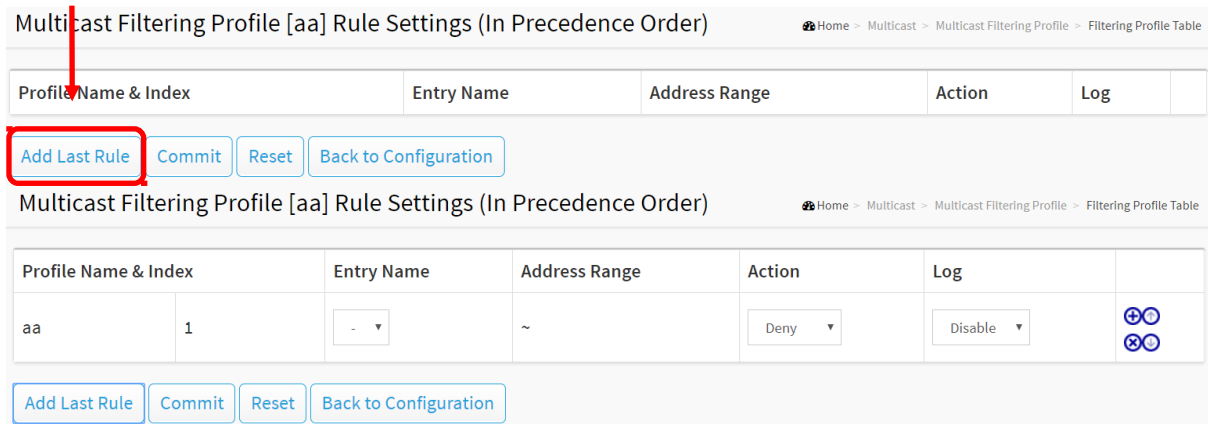 Multicast Filtering Profile [aa] Rule Settings (In Precedence Order) Home > Multicast > Multicast Filtering Profile > Filtering Profile Table
Profile Name & Index Entry Name Address Range Action Log
Add Last Rule Commit Reset Back to Configuration
Multicast Filtering Profile [aa] Rule Settings (In Precedence Order) Home > Multicast > Multicast Filtering Profile > Filtering Profile Table
Profile Name & Index Entry Name Address Range Action Log
aa 1 - ~ Deny Disable
Add Last Rule Commit Reset Back to Configuration